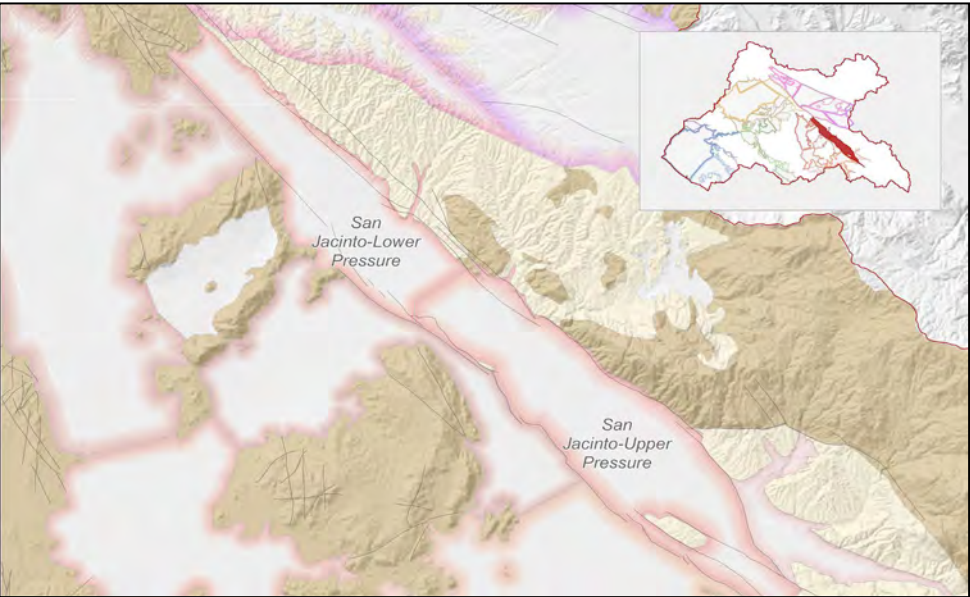 San
Jacinto-Lower
Pressure
San
Jacinto-Upper
Pressure